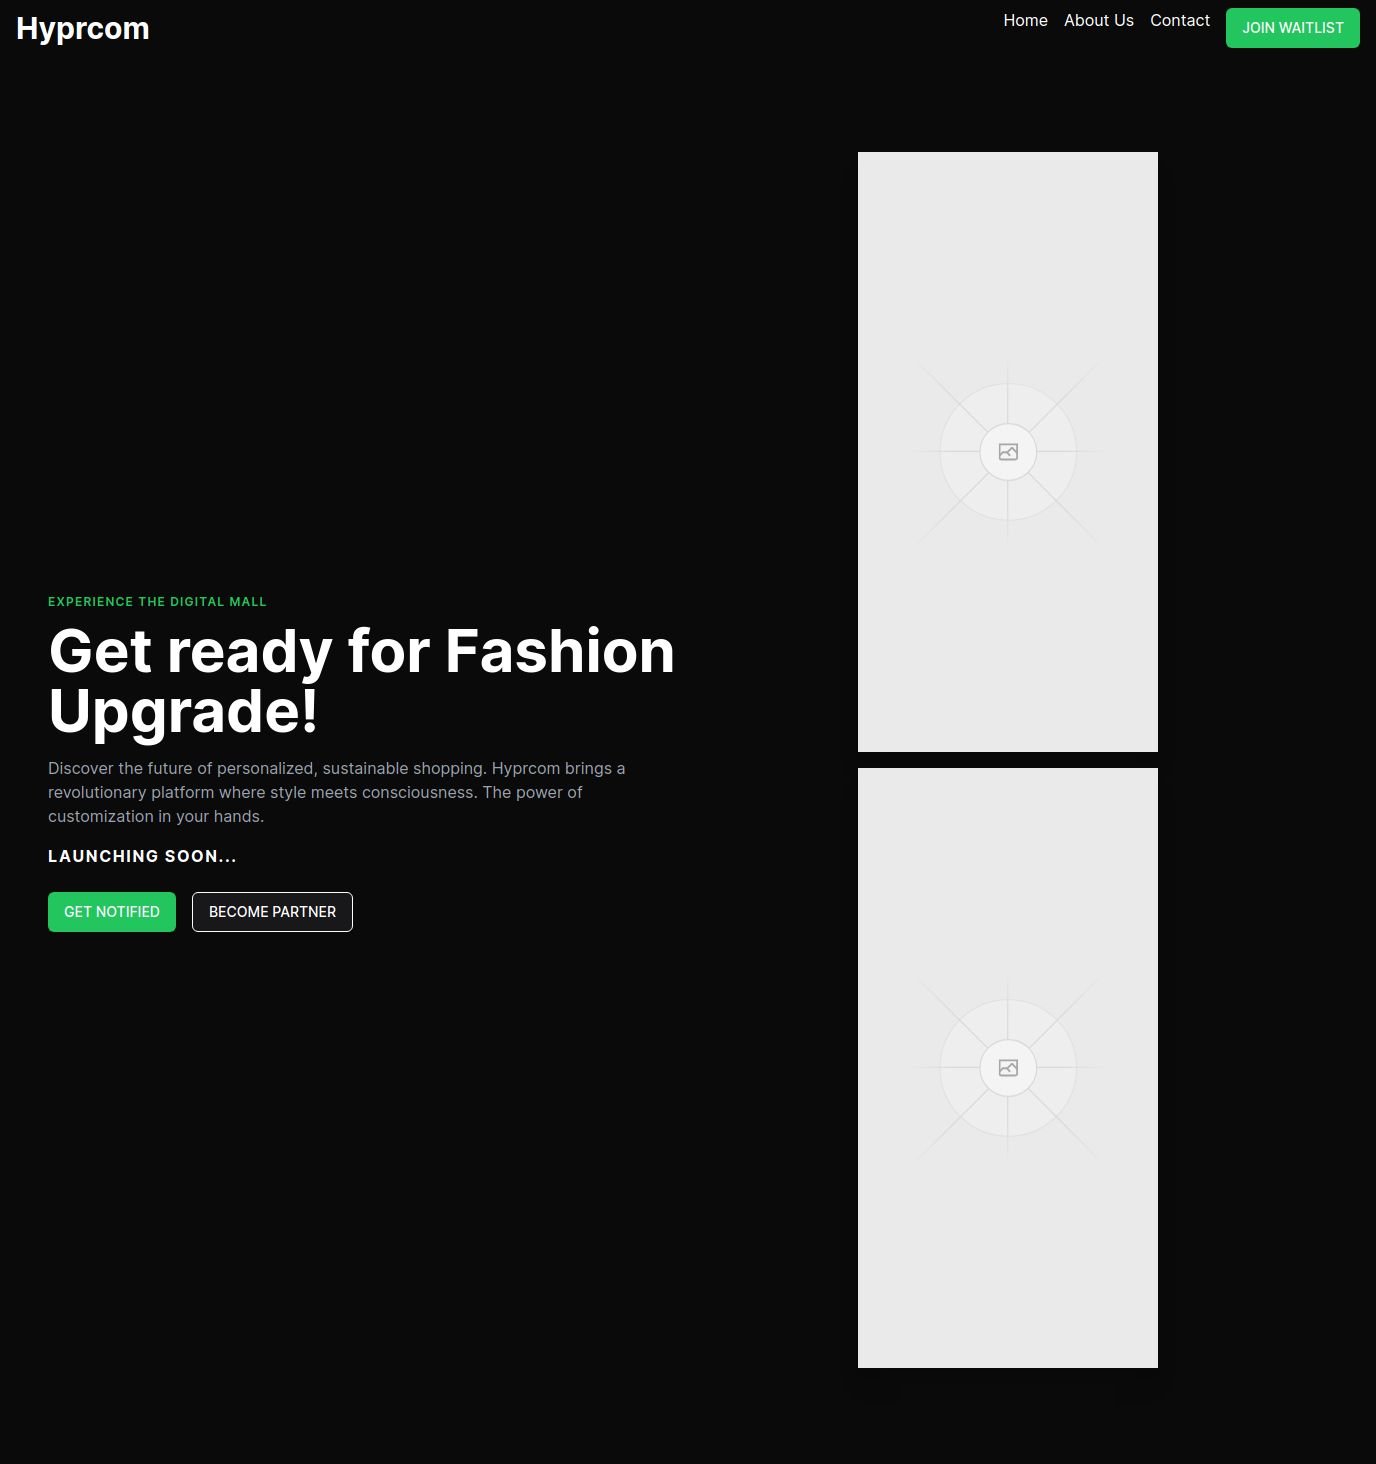 Hyprcom
Home About Us Contact JOIN WAITLIST
EXPERIENCE THE DIGITAL MALL
Get ready for Fashion
Upgrade!
Discover the future of personalized, sustainable shopping. Hyprcom brings a
revolutionary platform where style meets consciousness. The power of
customization in your hands.
LAUNCHING SOON...
GET NOTIFIED BECOME PARTNER